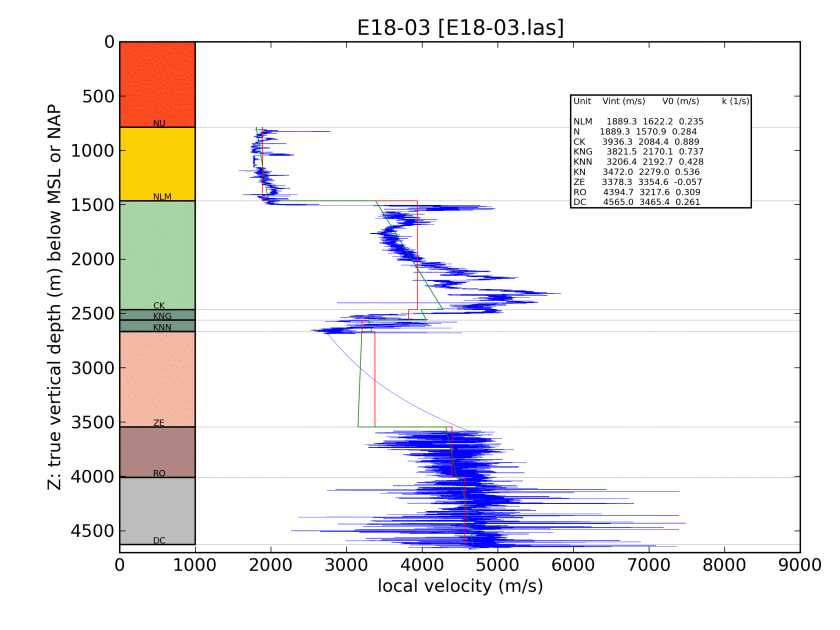 E18-03 [E18-03.las]
Z: true vertical depth (m) below MSL or NAP
0
500
1000
1500
2000
2500
3000
3500
4000
4500
NU
NLM
CK
KNG
KNN
ZE
RO
DC
Unit Vint (m/s) V0 (m/s) k (1/s)
NLM 1889.3 1622.2 0.235
N 1889.3 1570.9 0.284
CK 3936.3 2084.4 0.889
KNG 3821.5 2170.1 0.737
KNN 3206.4 2192.7 0.428
KN 3472.0 2279.0 0.536
ZE 3378.3 3354.6 -0.057
RO 4394.7 3217.6 0.309
DC 4565.0 3465.4 0.261
0 1000 2000 3000 4000 5000 6000 7000 8000 9000
local velocity (m/s)